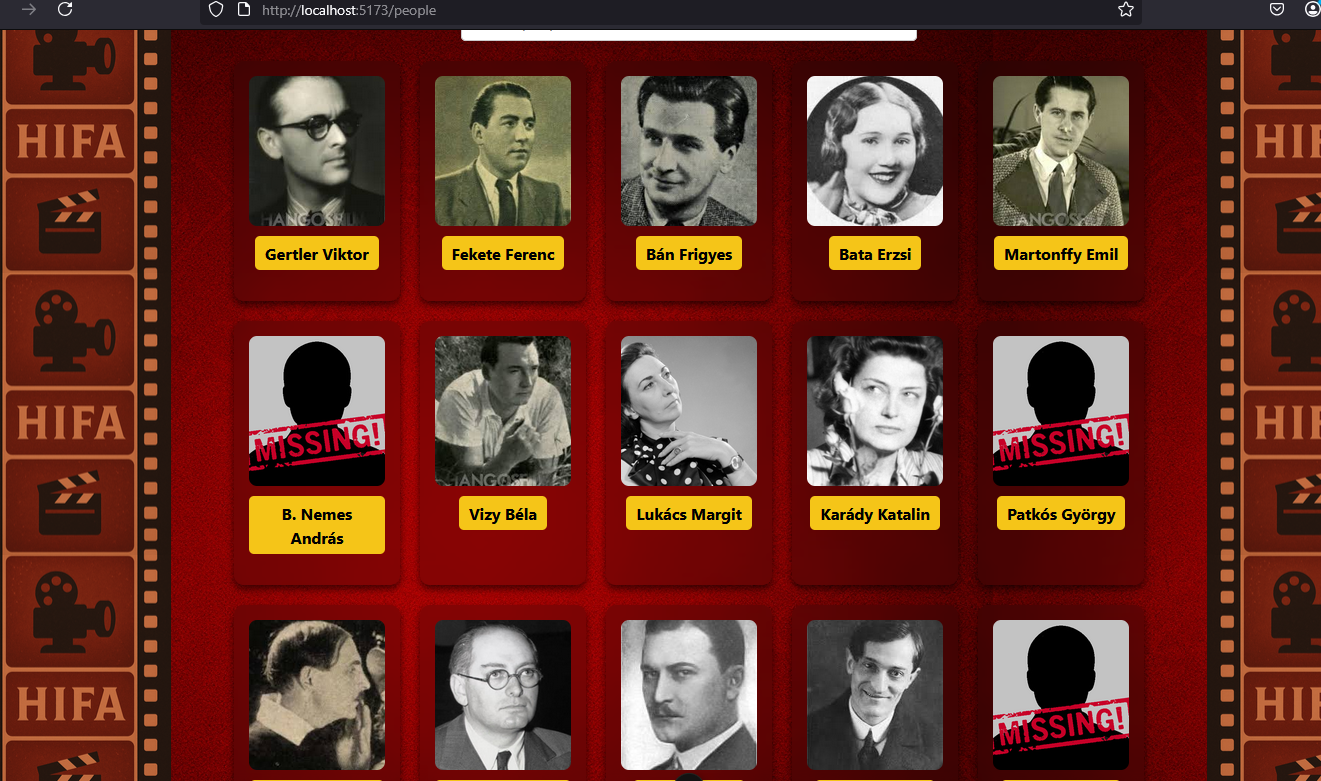 http://localhost:5173/people
HIFA
HIFA
HANGOSFILM
HANGOSFILM
Gertler Viktor
Fekete Ferenc
Bán Frigyes
Bata Erzsi
Martonffy Emil
MISSING!
MISSING!
HIFA
HIFA
HANGOSFILM
B. Nemes
András
Vizy Béla
Lukács Margit
Karády Katalin
Patkós György
HIFA
HIFA
MISSING!